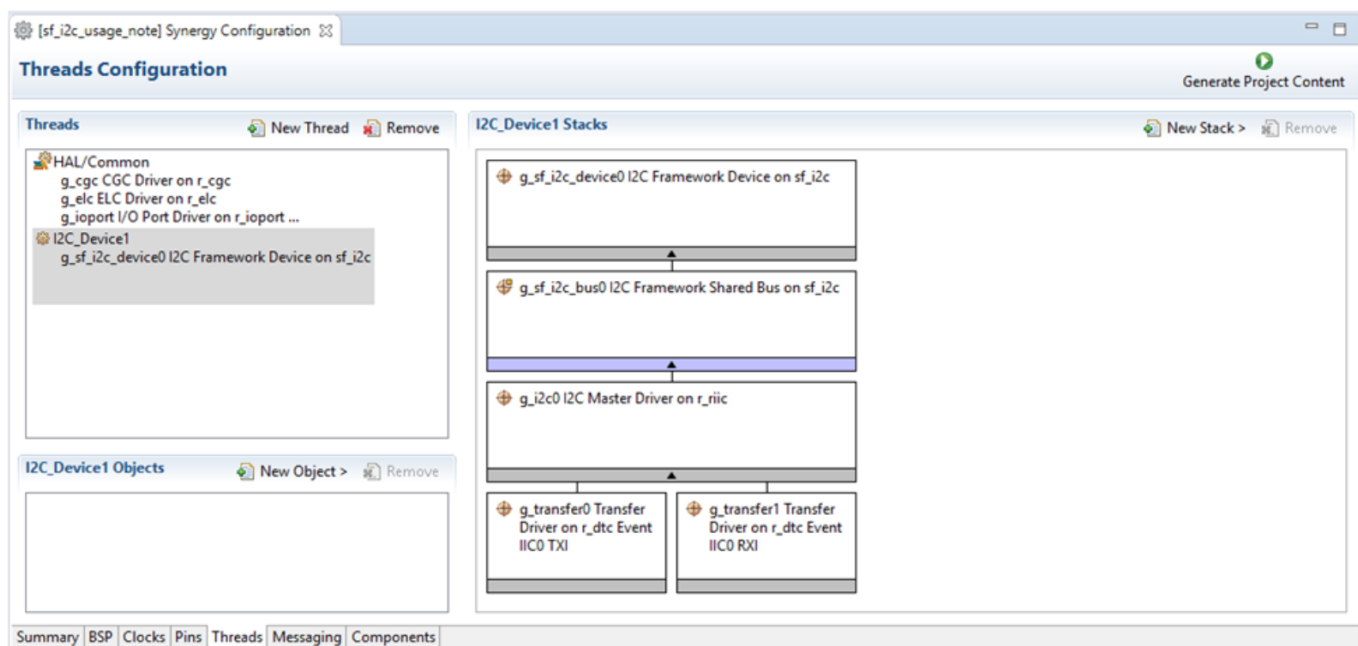 [sf_i2c_usage_note] Synergy Configuration
Threads Configuration
Generate Project Content
Threads
New Thread
Remove
HAL/Common
g_cgc CGC Driver on r_cgc
g_elc ELC Driver on r_elc
g_ioport I/O Port Driver on r_ioport ...
I2C_Device1
g_sf_i2c_device0 I2C Framework Device on sf_i2c
I2C_Device1 Objects
New Object >
Remove
I2C_Device1 Stacks
New Stack >
Remove
g_sf_i2c_device0 I2C Framework Device on sf_i2c
g_sf_i2c_bus0 I2C Framework Shared Bus on sf_i2c
g_i2c0 I2C Master Driver on r_riic
g_transfer0 Transfer
Driver on r_dtc Event
IIC0 TXI
g_transfer1 Transfer
Driver on r_dtc Event
IIC0 RXI
Summary BSP Clocks Pins Threads Messaging Components